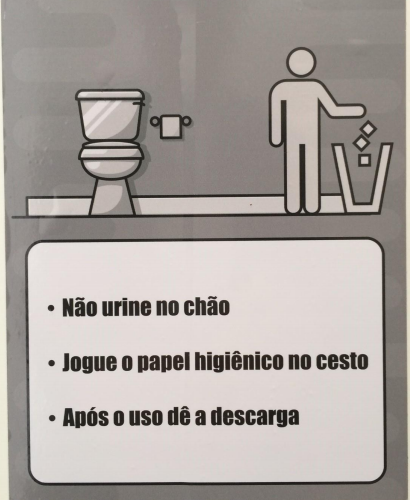 • Não urine no chão
• Jogue o papel higiênico no cesto
• Após o uso dê a descarga